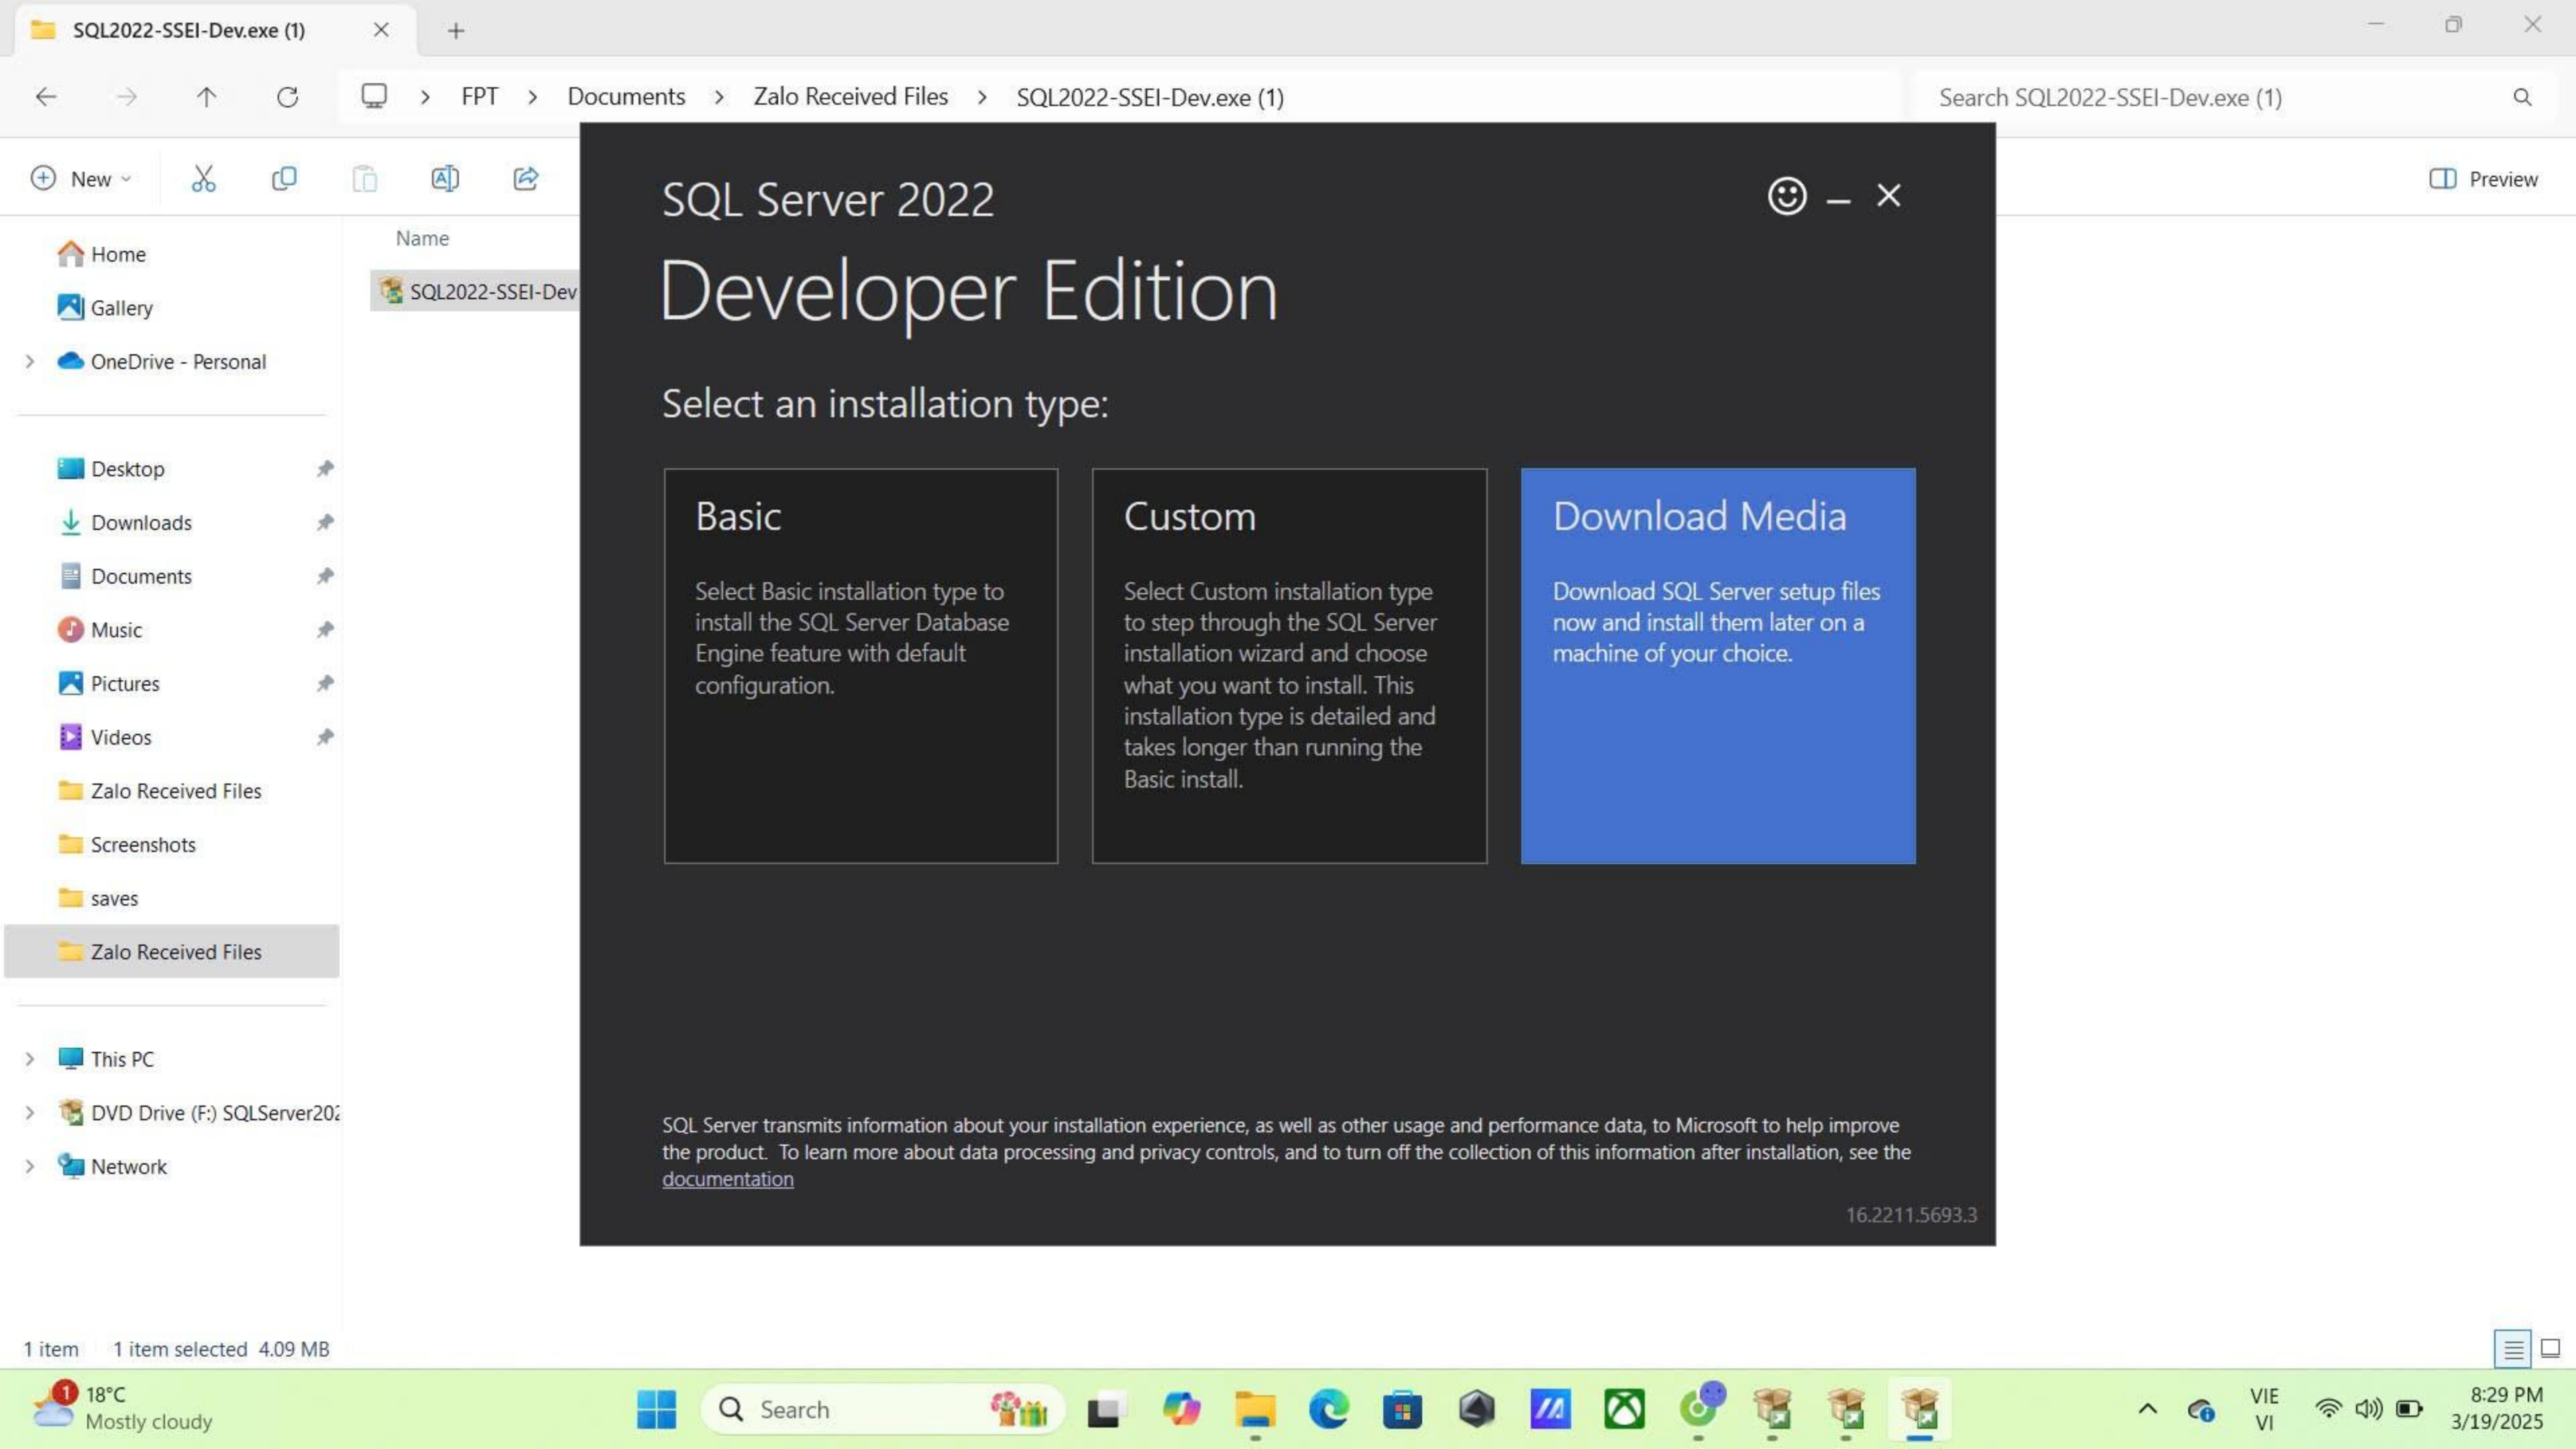 SQL2022-SSEI-Dev.exe (1)
FPT > Documents > Zalo Received Files > SQL2022-SSEI-Dev.exe (1)
Search SQL2022-SSEI-Dev.exe (1)
New
Preview
Name
SQL2022-SSEI-Dev
Home
Gallery
OneDrive - Personal
Desktop
Downloads
Documents
Music
Pictures
Videos
Zalo Received Files
Screenshots
saves
Zalo Received Files
This PC
DVD Drive (F:) SQLServer202
Network
SQL Server 2022
Developer Edition
Select an installation type:
Basic
Select Basic installation type to
install the SQL Server Database
Engine feature with default
configuration.
Custom
Select Custom installation type
to step through the SQL Server
installation wizard and choose
what you want to install. This
installation type is detailed and
takes longer than running the
Basic install.
Download Media
Download SQL Server setup files
now and install them later on a
machine of your choice.
SQL Server transmits information about your installation experience, as well as other usage and performance data, to Microsoft to help improve
the product. To learn more about data processing and privacy controls, and to turn off the collection of this information after installation, see the
documentation
16.2211.5693.3
1 item 1 item selected 4.09 MB
1
18°C
Mostly cloudy
Search
VIE
VI
8:29 PM
3/19/2025